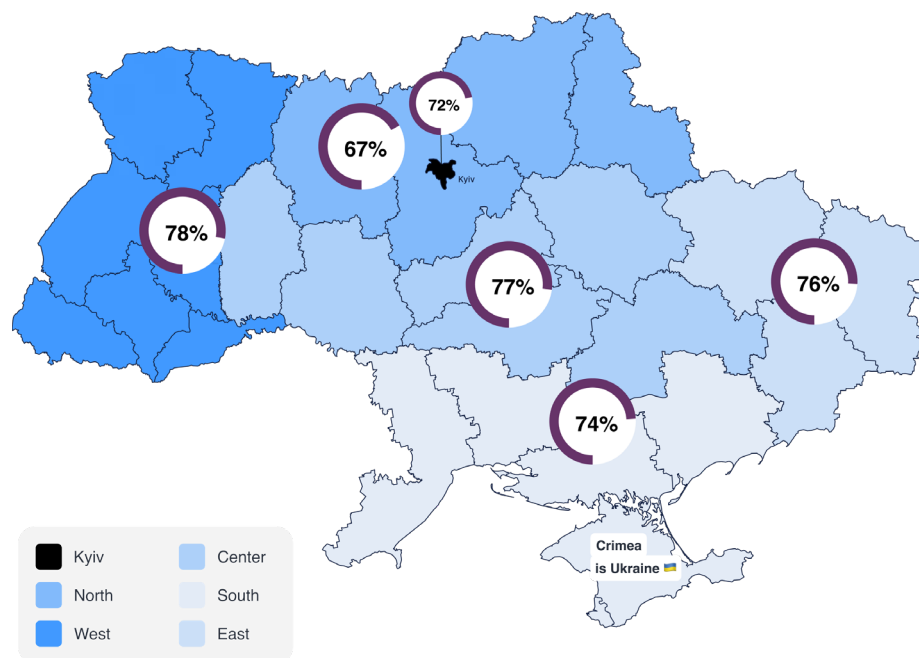 72%
67%
Kyiv
78%
77%
76%
74%
Crimea
is Ukraine 🇺🇦
Kyiv
Center
North
South
West
East